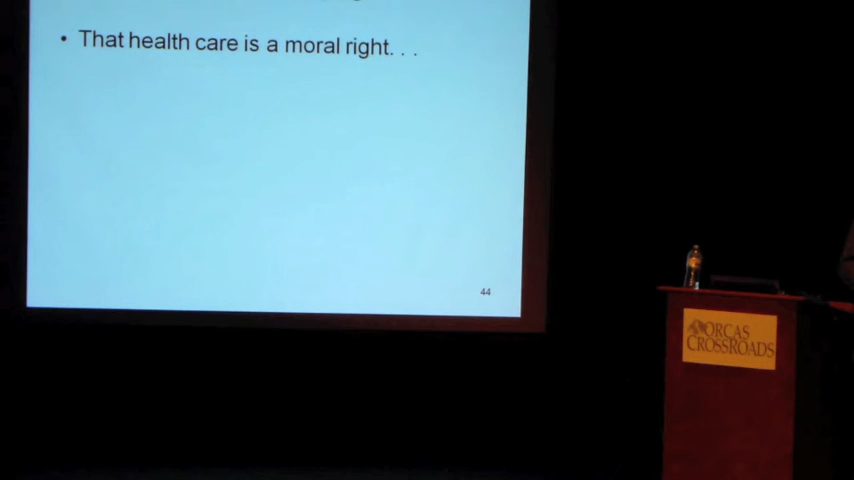 • That health care is a moral right. . .
44
ORCAS
CROSSROADS